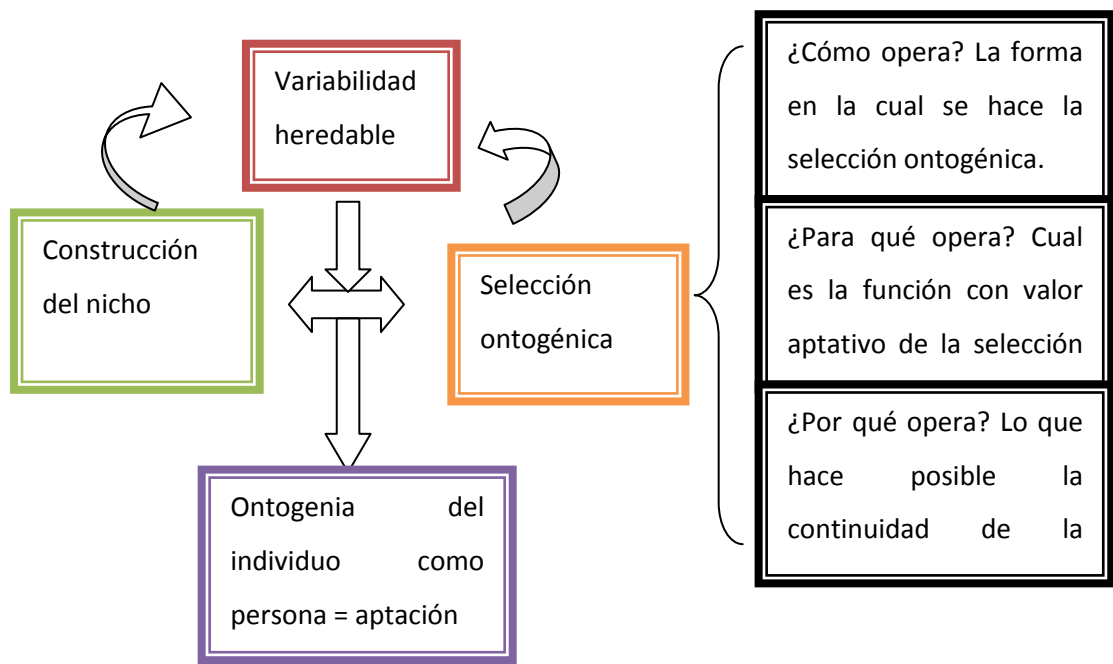 Variabilidad
heredable
Construcción
del nicho
Selección
ontogénica
Ontogenia del
individuo como
persona = aptación
¿Cómo opera? La forma
en la cual se hace la
selección ontogénica.
¿Para qué opera? Cual
es la función con valor
aptativo de la selección
¿Por qué opera? Lo que
hace posible la
continuidad de la